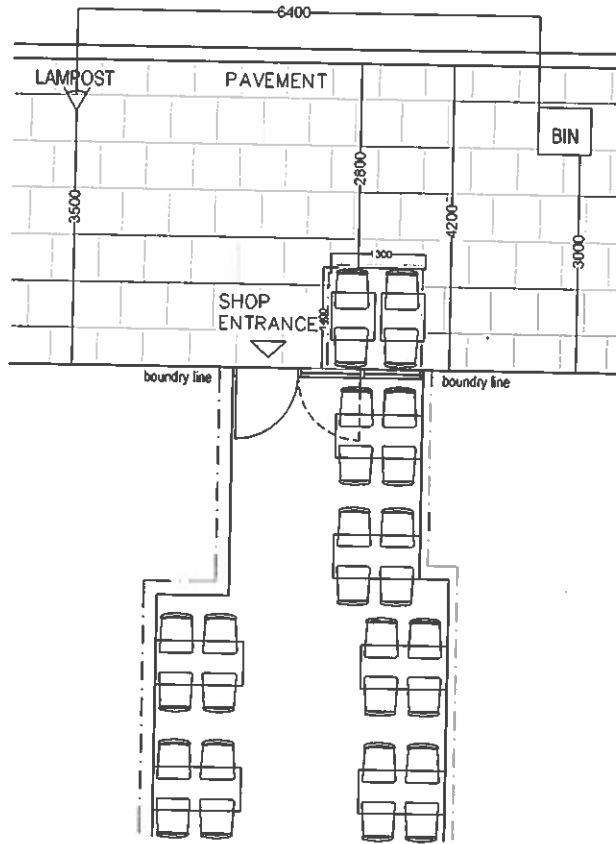 6400
LAMPOST
PAVEMENT
BIN
2800
3500
4200
3000
1300
SHOP
ENTRANCE
boundry line
boundry line